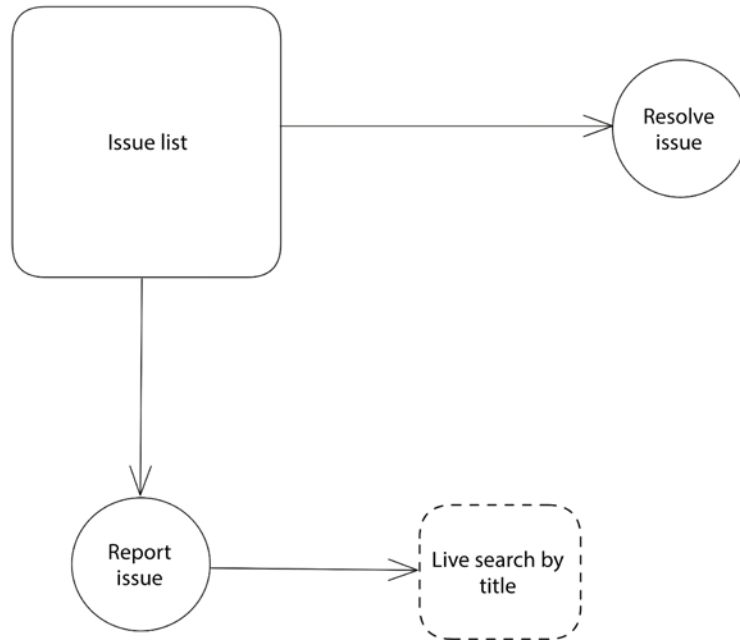 Issue list
Resolve
issue
Report
issue
Live search by
title